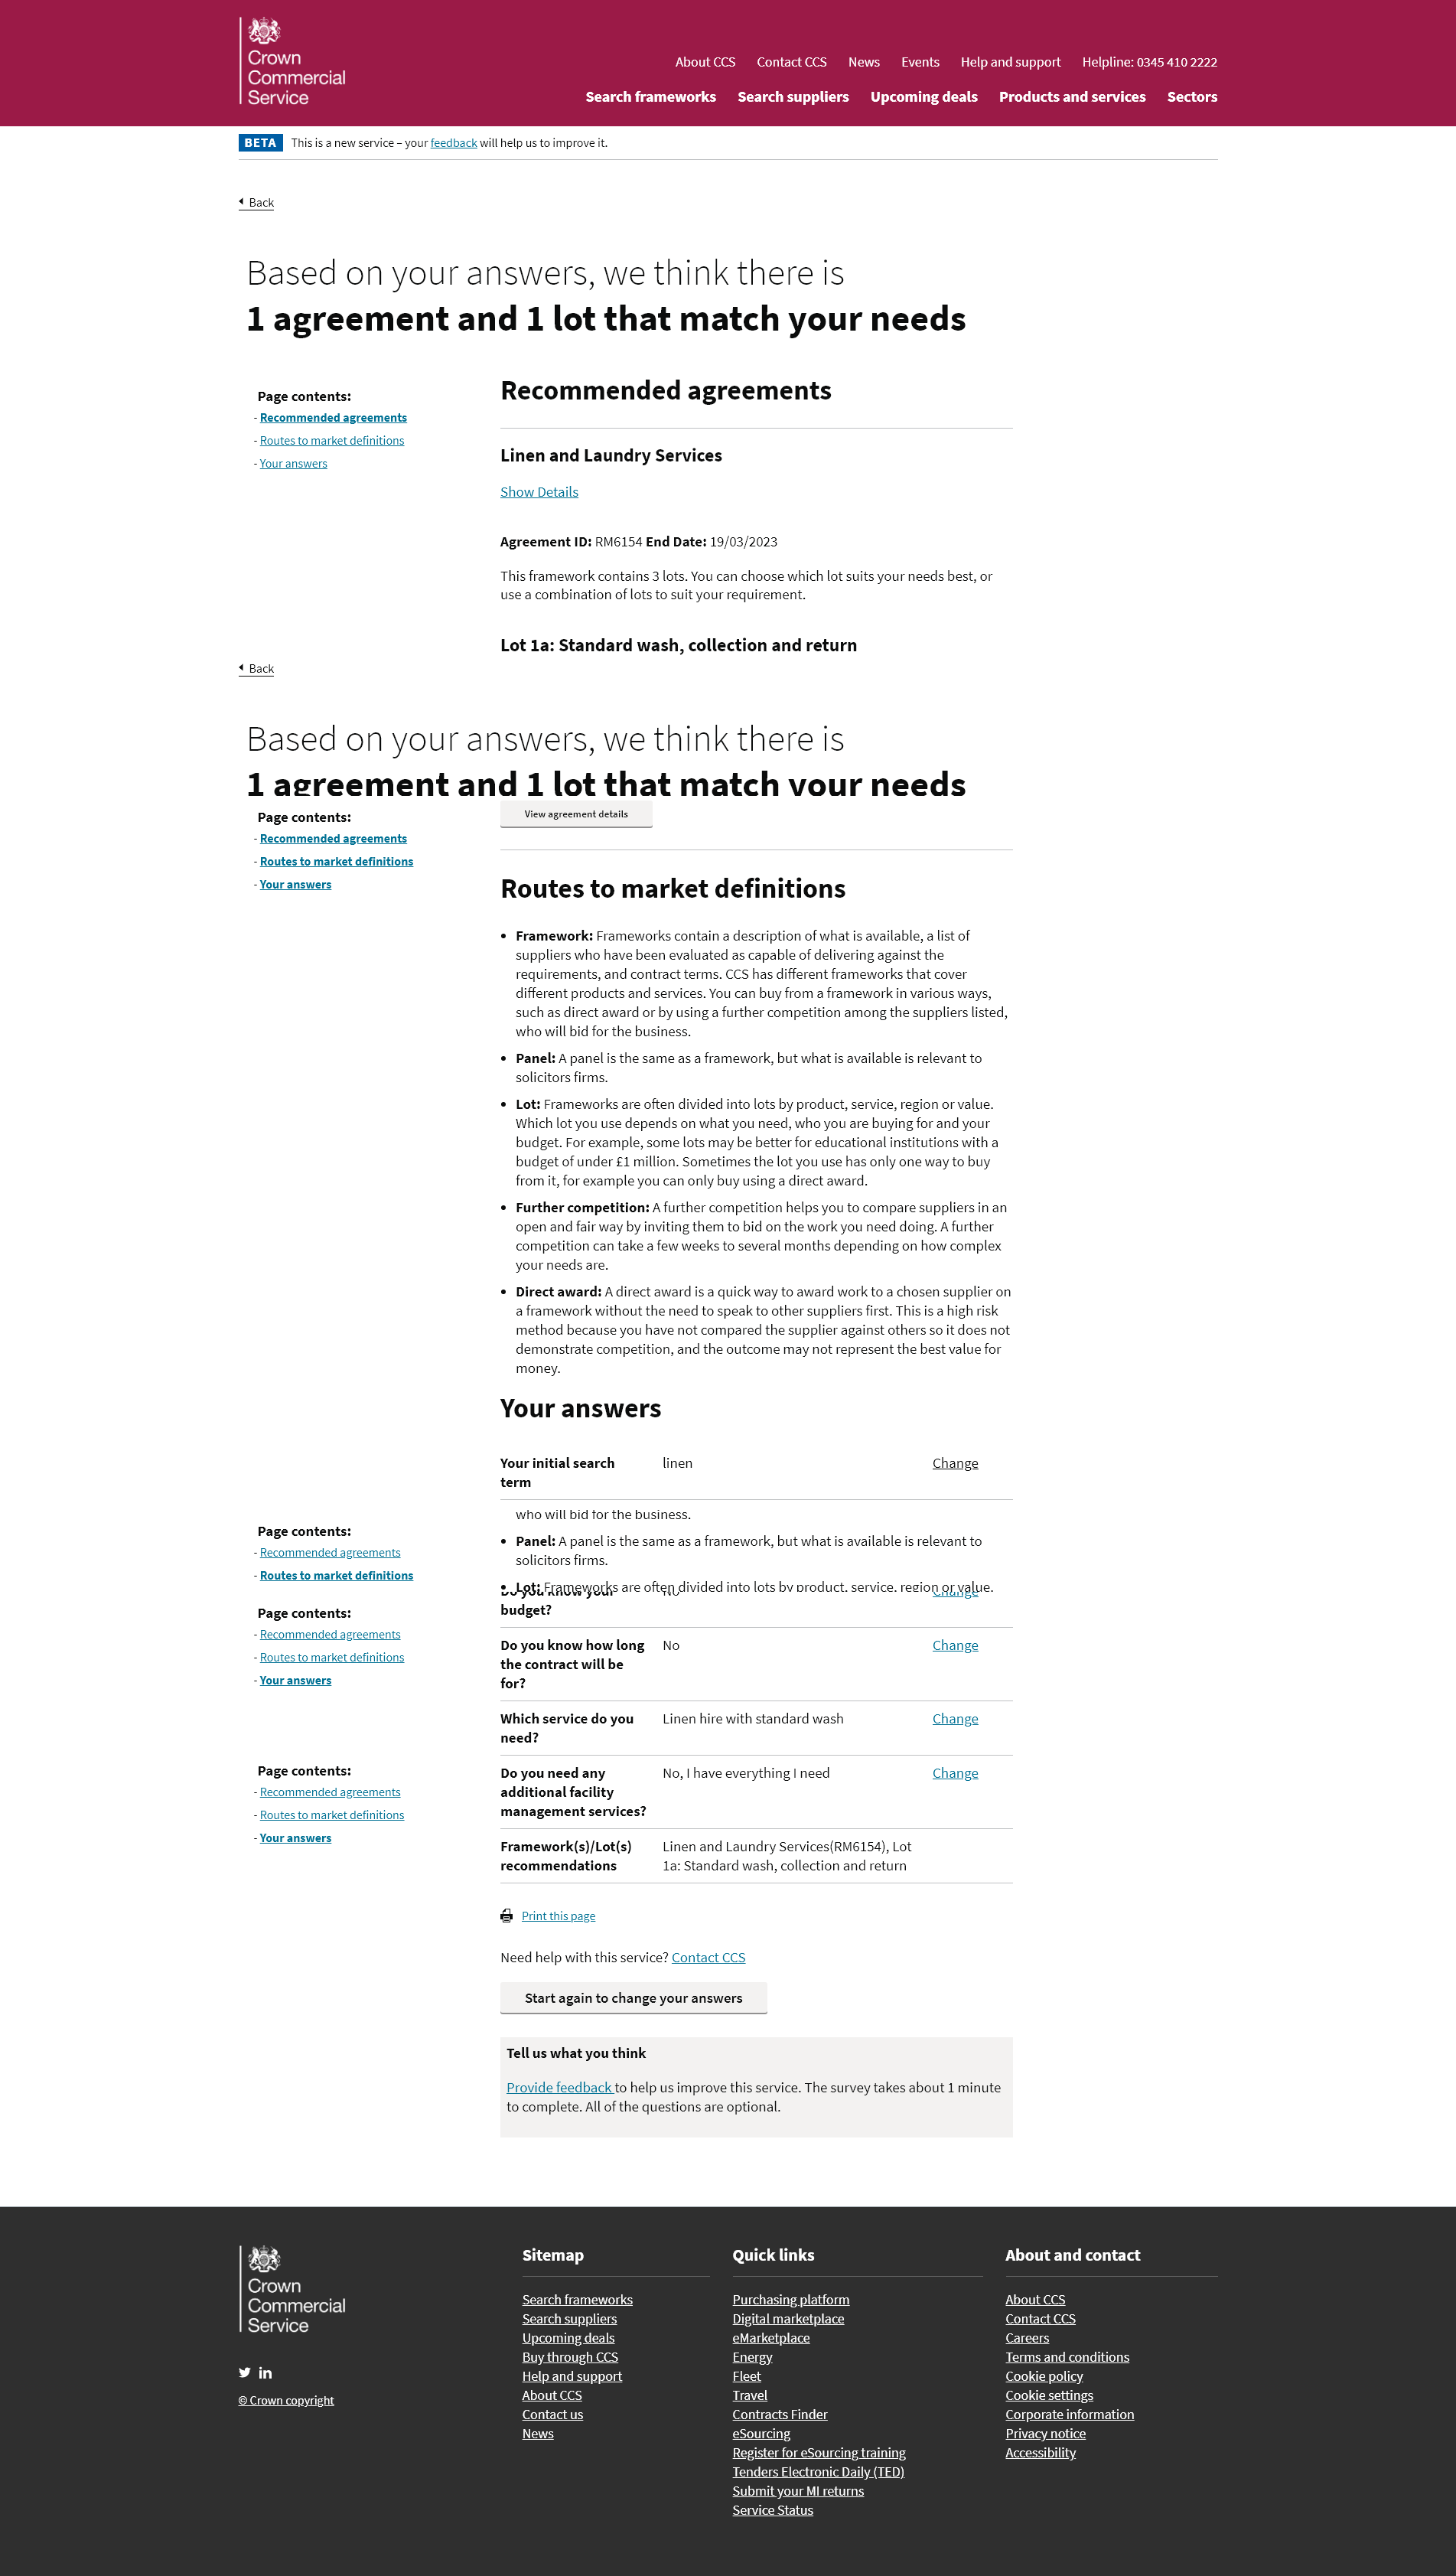 Crown
Commercial
Service
About CCS Contact CCS News Events Help and support Helpline: 0345 410 2222
Search frameworks Search suppliers Upcoming deals Products and services Sectors
BETA This is a new service – your feedback will help us to improve it.
Back
Based on your answers, we think there is
1 agreement and 1 lot that match your needs
Page contents:
- Recommended agreements
- Routes to market definitions
- Your answers
Recommended agreements
Linen and Laundry Services
Show Details
Agreement ID: RM6154 End Date: 19/03/2023
This framework contains 3 lots. You can choose which lot suits your needs best, or
use a combination of lots to suit your requirement.
Lot 1a: Standard wash, collection and return
Back
Based on your answers, we think there is
1 agreement and 1 lot that match your needs
Page contents:
- Recommended agreements
- Routes to market definitions
- Your answers
View agreement details
Routes to market definitions
• Framework: Frameworks contain a description of what is available, a list of
suppliers who have been evaluated as capable of delivering against the
requirements, and contract terms. CCS has different frameworks that cover
different products and services. You can buy from a framework in various ways,
such as direct award or by using a further competition among the suppliers listed,
who will bid for the business.
• Panel: A panel is the same as a framework, but what is available is relevant to
solicitors firms.
• Lot: Frameworks are often divided into lots by product, service, region or value.
Which lot you use depends on what you need, who you are buying for and your
budget. For example, some lots may be better for educational institutions with a
budget of under £1 million. Sometimes the lot you use has only one way to buy
from it, for example you can only buy using a direct award.
• Further competition: A further competition helps you to compare suppliers in an
open and fair way by inviting them to bid on the work you need doing. A further
competition can take a few weeks to several months depending on how complex
your needs are.
• Direct award: A direct award is a quick way to award work to a chosen supplier on
a framework without the need to speak to other suppliers first. This is a high risk
method because you have not compared the supplier against others so it does not
demonstrate competition, and the outcome may not represent the best value for
money.
Your answers
Your initial search linen Change
term
who will bid for the business.
Page contents:
- Recommended agreements
- Routes to market definitions
• Panel: A panel is the same as a framework, but what is available is relevant to
solicitors firms.
• Lot: Frameworks are often divided into lots by product, service, region or value.
Do you know your No Change
budget?
Page contents:
- Recommended agreements
- Routes to market definitions
- Your answers
Do you know how long No Change
the contract will be
for?
Which service do you Linen hire with standard wash Change
need?
Do you need any No, I have everything I need Change
additional facility
management services?
Page contents:
- Recommended agreements
- Routes to market definitions
- Your answers
Framework(s)/Lot(s) Linen and Laundry Services(RM6154), Lot
recommendations 1a: Standard wash, collection and return
Print this page
Need help with this service? Contact CCS
Start again to change your answers
Tell us what you think
Provide feedback to help us improve this service. The survey takes about 1 minute
to complete. All of the questions are optional.
Crown
Commercial
Service
© Crown copyright
Sitemap
Search frameworks
Search suppliers
Upcoming deals
Buy through CCS
Help and support
About CCS
Contact us
News
Quick links
Purchasing platform
Digital marketplace
eMarketplace
Energy
Fleet
Travel
Contracts Finder
eSourcing
Register for eSourcing training
Tenders Electronic Daily (TED)
Submit your MI returns
Service Status
About and contact
About CCS
Contact CCS
Careers
Terms and conditions
Cookie policy
Cookie settings
Corporate information
Privacy notice
Accessibility